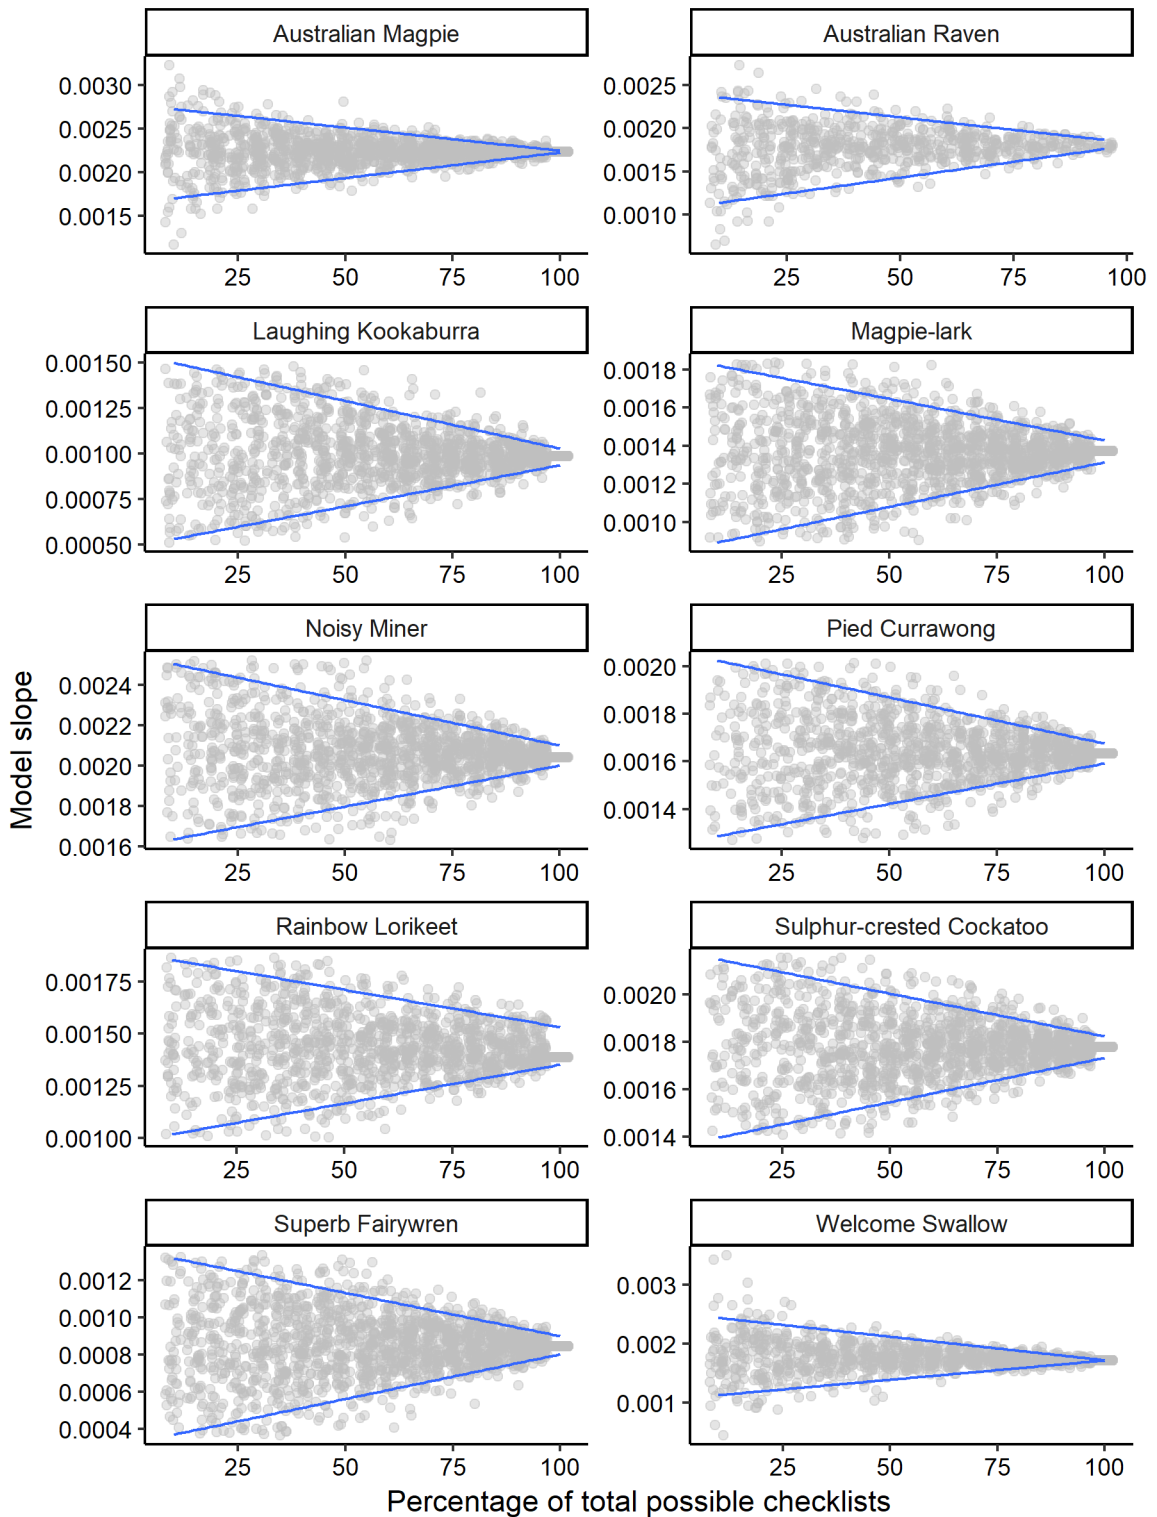 Australian Magpie
0.0030
0.0025
0.0020
0.0015
25 50 75 100
Australian Raven
0.0025
0.0020
0.0015
0.0010
25 50 75 100
Laughing Kookaburra
0.00150
0.00125
0.00100
0.00075
0.00050
25 50 75 100
Magpie-lark
0.0018
0.0016
0.0014
0.0012
0.0010
25 50 75 100
Noisy Miner
0.0024
0.0022
0.0020
0.0018
0.0016
25 50 75 100
Pied Currawong
0.0020
0.0018
0.0016
0.0014
25 50 75 100
Model slope
Rainbow Lorikeet
0.00175
0.00150
0.00125
0.00100
25 50 75 100
Sulphur-crested Cockatoo
0.0020
0.0018
0.0016
0.0014
25 50 75 100
Superb Fairywren
0.0012
0.0010
0.0008
0.0006
0.0004
25 50 75 100
Welcome Swallow
0.003
0.002
0.001
25 50 75 100
Percentage of total possible checklists